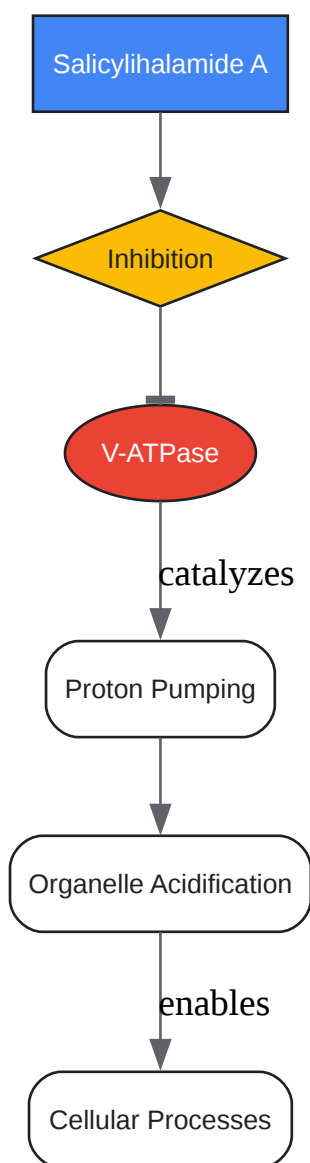 Salicylihalamide A
Inhibition
V-ATPase
catalyzes
Proton Pumping
Organelle Acidification
enables
Cellular Processes